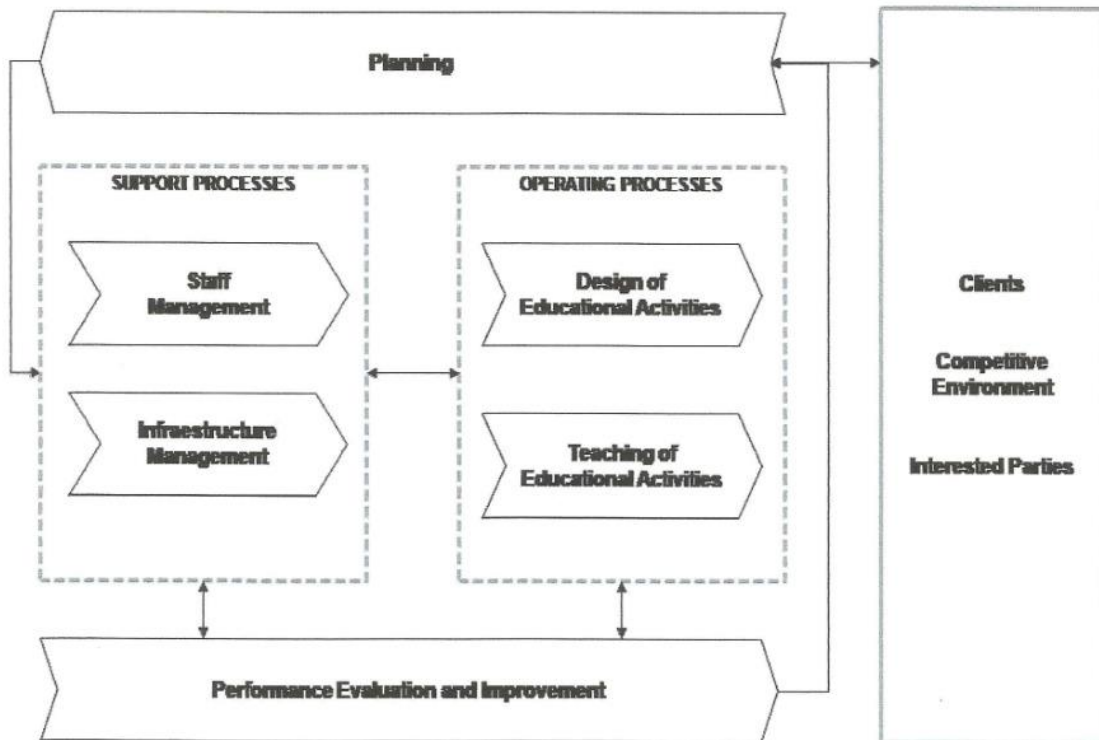 Planning
SUPPORT PROCESSES
Staff
Management
Infraestructure
Management
OPERATING PROCESSES
Design of
Educational Activities
Teaching of
Educational Activities
Clients
Competitive
Environment
Interested Parties
Performance Evaluation and Improvement